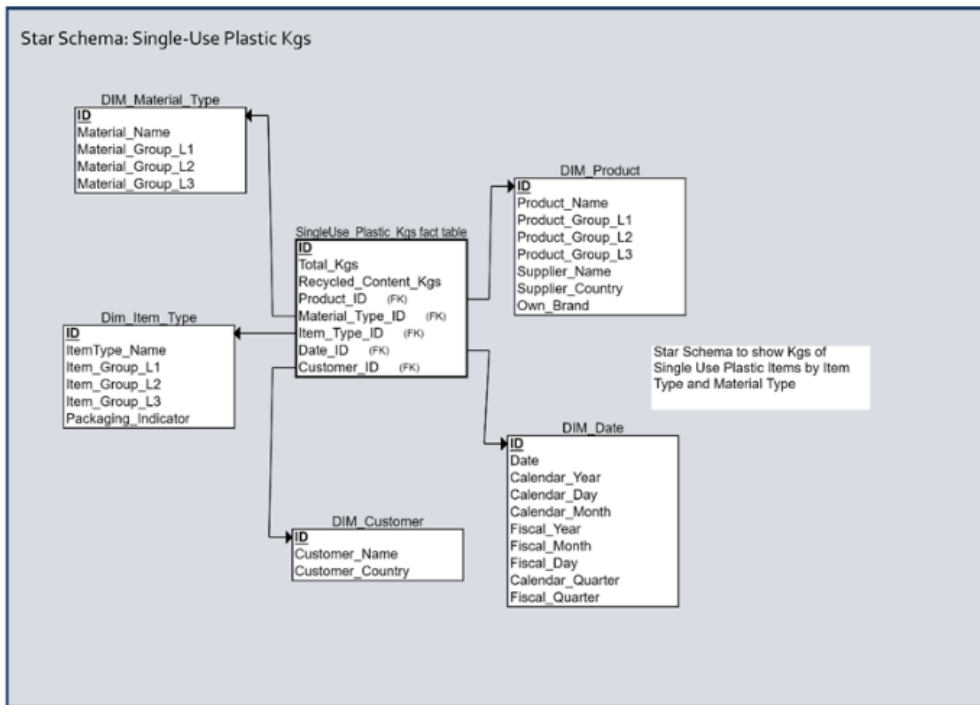 Star Schema: Single-Use Plastic Kgs
DIM_Material_Type
ID
Material_Name
Material_Group_L1
Material_Group_L2
Material_Group_L3
DIM_Product
ID
Product_Name
Product_Group_L1
Product_Group_L2
Product_Group_L3
Supplier_Name
Supplier_Country
Own_Brand
SingleUse_Plastic_Kgs fact table
ID
Total_Kgs
Recycled_Content_Kgs
Product_ID (FK)
Material_Type_ID (FK)
Item_Type_ID (FK)
Date_ID (FK)
Customer_ID (FK)
Dim_Item_Type
ID
ItemType_Name
Item_Group_L1
Item_Group_L2
Item_Group_L3
Packaging_Indicator
Star Schema to show Kgs of
Single Use Plastic Items by Item
Type and Material Type
DIM_Date
ID
Date
Calendar_Year
Calendar_Day
Calendar_Month
Fiscal_Year
Fiscal_Month
Fiscal_Day
Calendar_Quarter
Fiscal_Quarter
DIM_Customer
ID
Customer_Name
Customer_Country